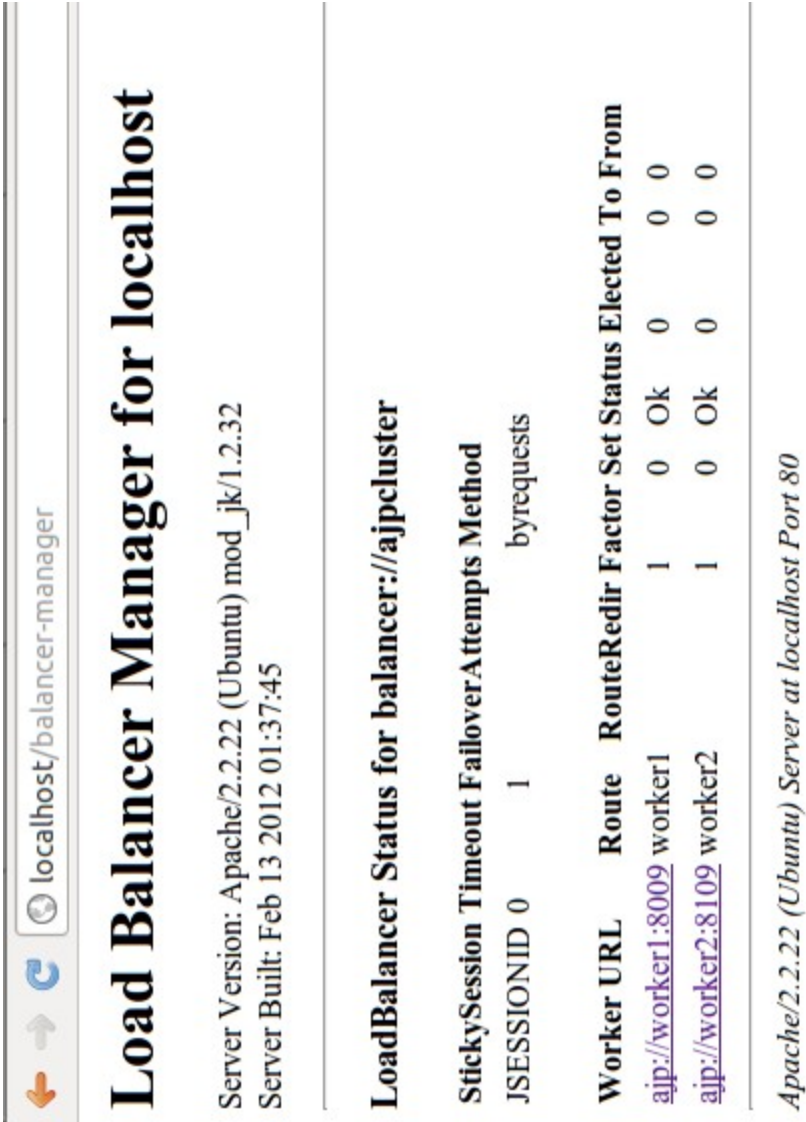 localhost/balancer-manager
Load Balancer Manager for localhost
Server Version: Apache/2.2.22 (Ubuntu) mod_jk/1.2.32
Server Built: Feb 13 2012 01:37:45
LoadBalancer Status for balancer://ajpcluster
StickySession Timeout FailoverAttempts Method
JSESSIONID 0 1 byrequests
Worker URL Route RouteRedir Factor Set Status Elected To From
ajp://worker1:8009 worker1 1 0 Ok 0 0 0
ajp://worker2:8109 worker2 1 0 Ok 0 0 0
Apache/2.2.22 (Ubuntu) Server at localhost Port 80